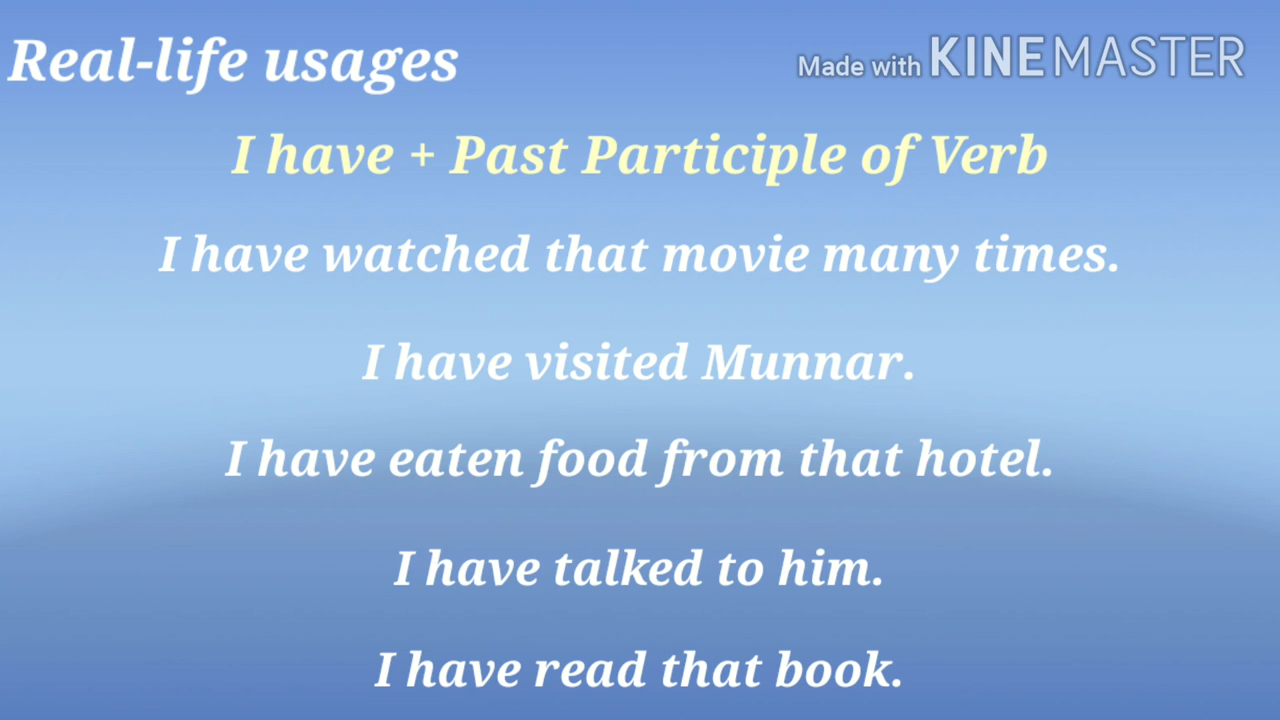 Real-life usages
Made with KINEMASTER
I have + Past Participle of Verb
I have watched that movie many times.
I have visited Munnar.
I have eaten food from that hotel.
I have talked to him.
I have read that book.